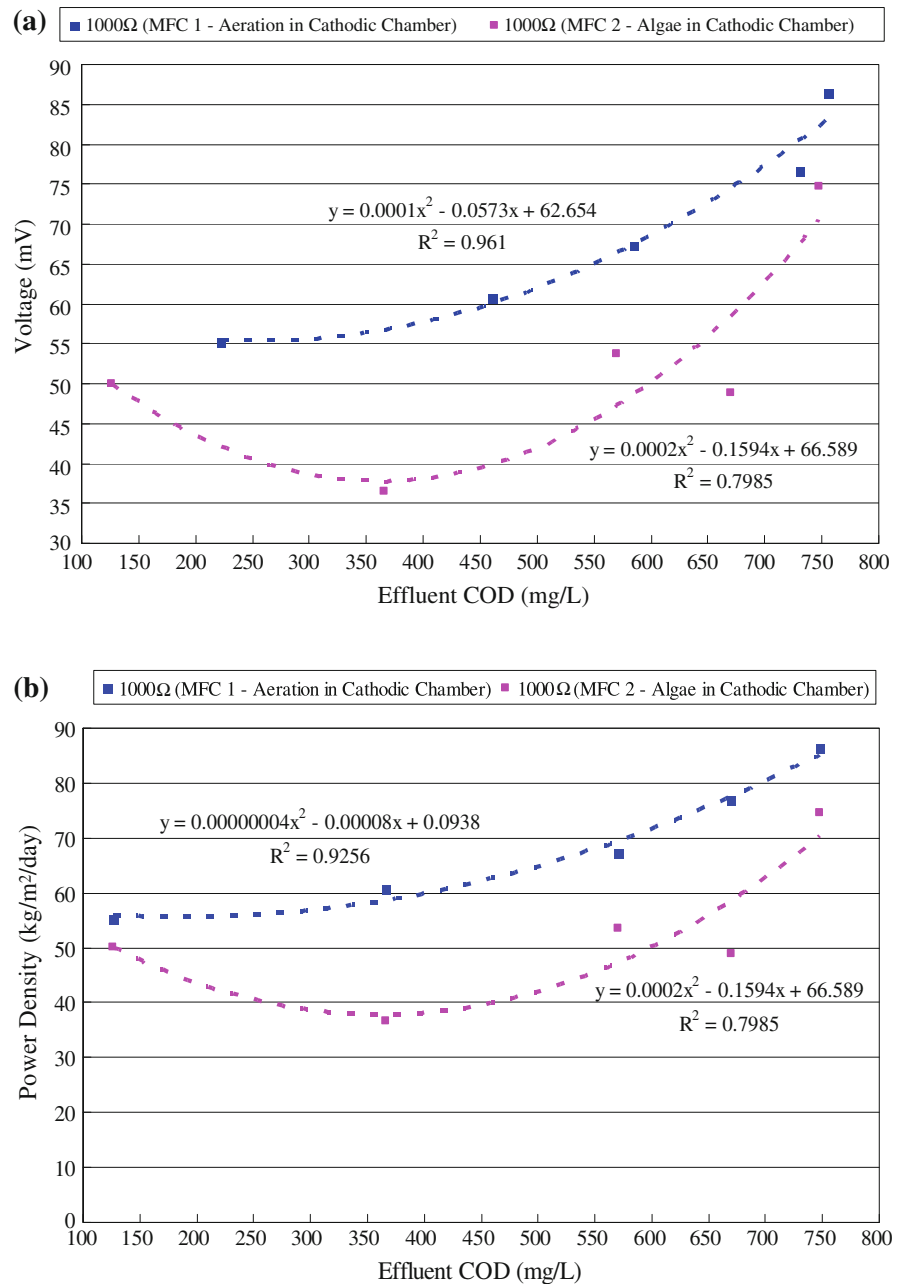 (a)
1000Ω (MFC 1 - Aeration in Cathodic Chamber) 1000Ω (MFC 2 - Algae in Cathodic Chamber)
90
85
80
75
70
65
60
55
50
45
40
35
30
Voltage (mV)
y = 0.0001x² - 0.0573x + 62.654
R² = 0.961
y = 0.0002x² - 0.1594x + 66.589
R² = 0.7985
100 150 200 250 300 350 400 450 500 550 600 650 700 750 800
Effluent COD (mg/L)
(b)
1000Ω (MFC 1 - Aeration in Cathodic Chamber) 1000Ω (MFC 2 - Algae in Cathodic Chamber)
90
80
70
60
50
40
30
20
10
0
Power Density (kg/m²/day)
y = 0.00000004x² - 0.00008x + 0.0938
R² = 0.9256
y = 0.0002x² - 0.1594x + 66.589
R² = 0.7985
100 150 200 250 300 350 400 450 500 550 600 650 700 750 800
Effluent COD (mg/L)